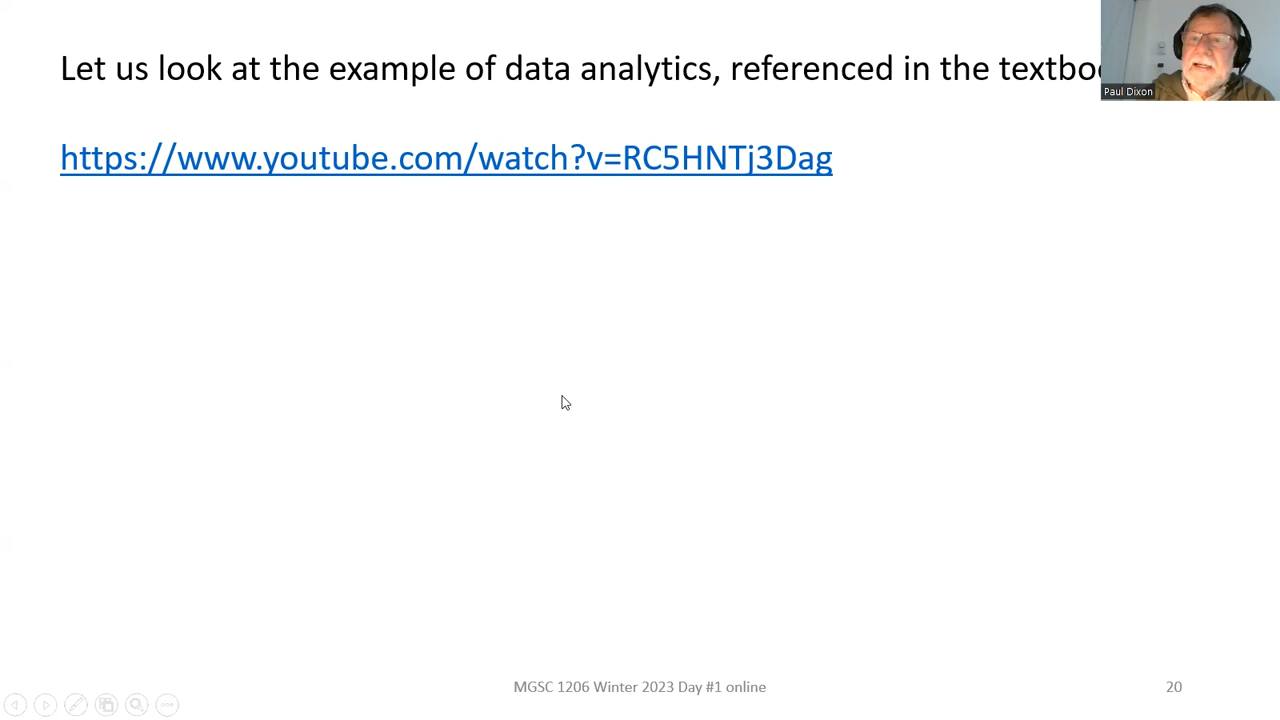 Let us look at the example of data analytics, referenced in the
Paul Dixon
https://www.youtube.com/watch?v=RC5HNTj3Dag
MGSC 1206 Winter 2023 Day #1 online
20